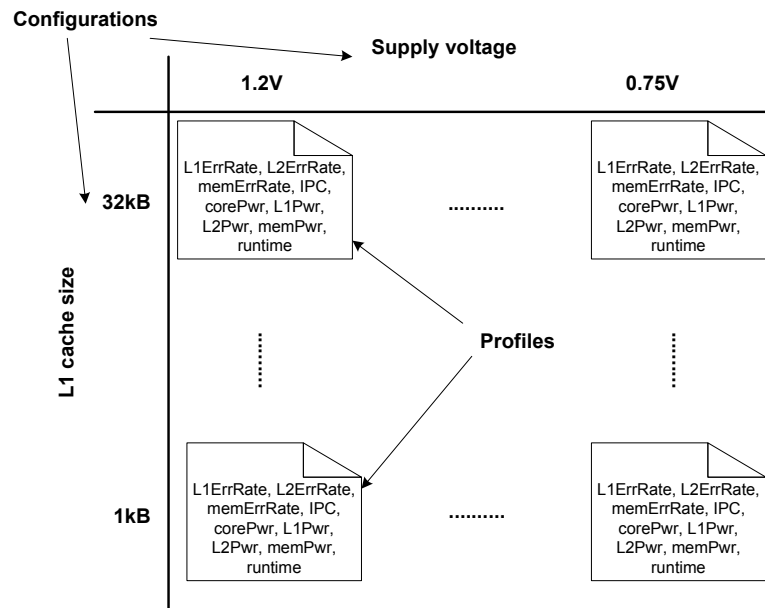 Configurations
Supply voltage
1.2V
0.75V
L1 cache size
32kB
L1ErrRate, L2ErrRate,
memErrRate, IPC,
corePwr, L1Pwr,
L2Pwr, memPwr,
runtime
..........
L1ErrRate, L2ErrRate,
memErrRate, IPC,
corePwr, L1Pwr,
L2Pwr, memPwr,
runtime
..........
Profiles
..........
1kB
L1ErrRate, L2ErrRate,
memErrRate, IPC,
corePwr, L1Pwr,
L2Pwr, memPwr,
runtime
..........
L1ErrRate, L2ErrRate,
memErrRate, IPC,
corePwr, L1Pwr,
L2Pwr, memPwr,
runtime